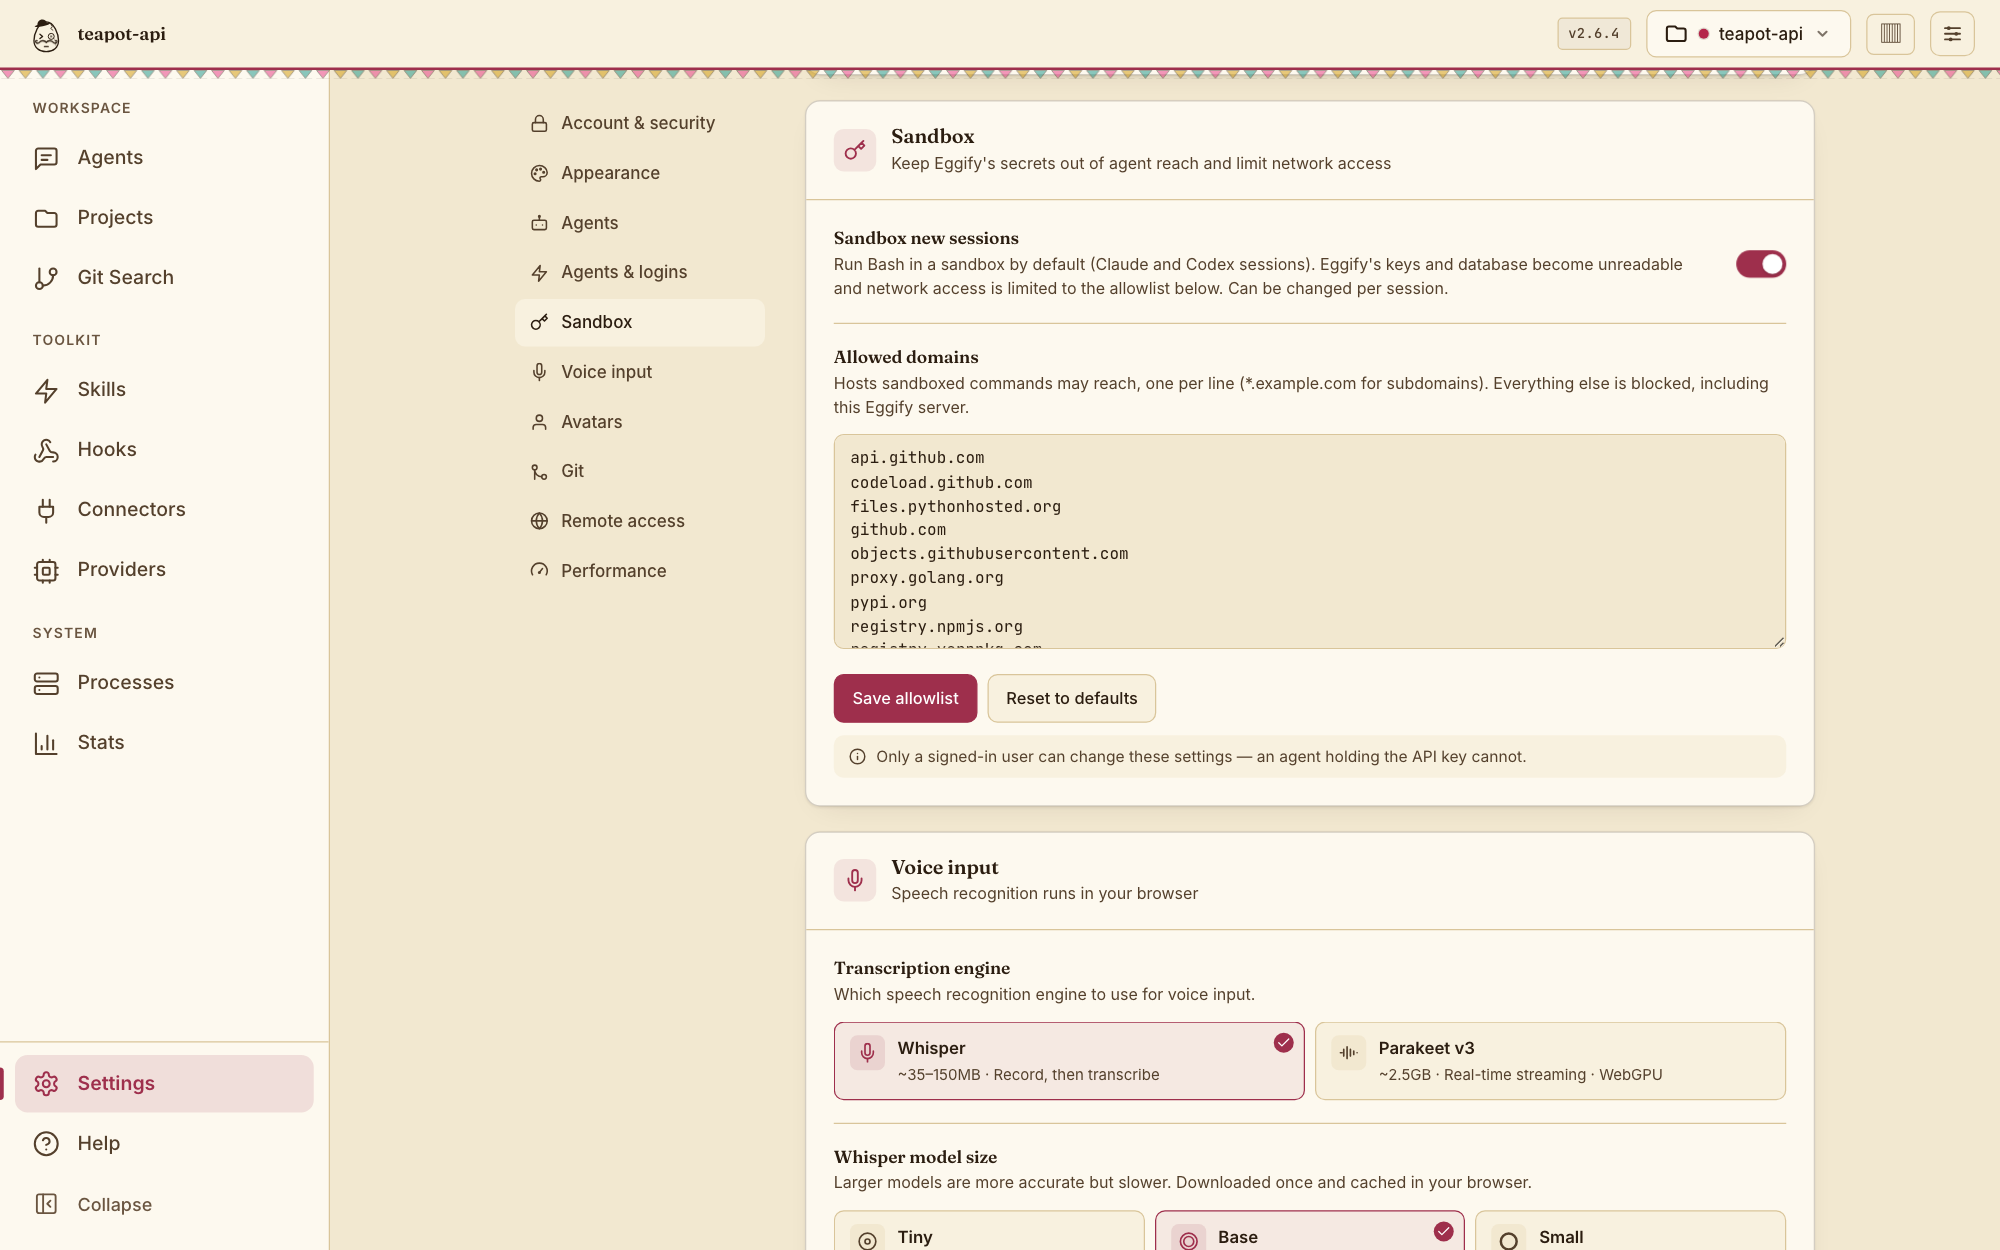 teapot-api
v2.6.4
teapot-api
WORKSPACE
Agents
Projects
Git Search
TOOLKIT
Skills
Hooks
Connectors
Providers
SYSTEM
Processes
Stats
Settings
Help
Collapse
Account & security
Appearance
Agents
Agents & logins
Sandbox
Voice input
Avatars
Git
Remote access
Performance
Sandbox
Keep Eggify's secrets out of agent reach and limit network access
Sandbox new sessions
Run Bash in a sandbox by default (Claude and Codex sessions). Eggify's keys and database become unreadable
and network access is limited to the allowlist below. Can be changed per session.
Allowed domains
Hosts sandboxed commands may reach, one per line (*.example.com for subdomains). Everything else is blocked, including
this Eggify server.
api.github.com
codeload.github.com
files.pythonhosted.org
github.com
objects.githubusercontent.com
proxy.golang.org
pypi.org
registry.npmjs.org
registry.yarnpkg.com
Save allowlist
Reset to defaults
Only a signed-in user can change these settings — an agent holding the API key cannot.
Voice input
Speech recognition runs in your browser
Transcription engine
Which speech recognition engine to use for voice input.
Whisper
~35–150MB · Record, then transcribe
Parakeet v3
~2.5GB · Real-time streaming · WebGPU
Whisper model size
Larger models are more accurate but slower. Downloaded once and cached in your browser.
Tiny
Base
Small